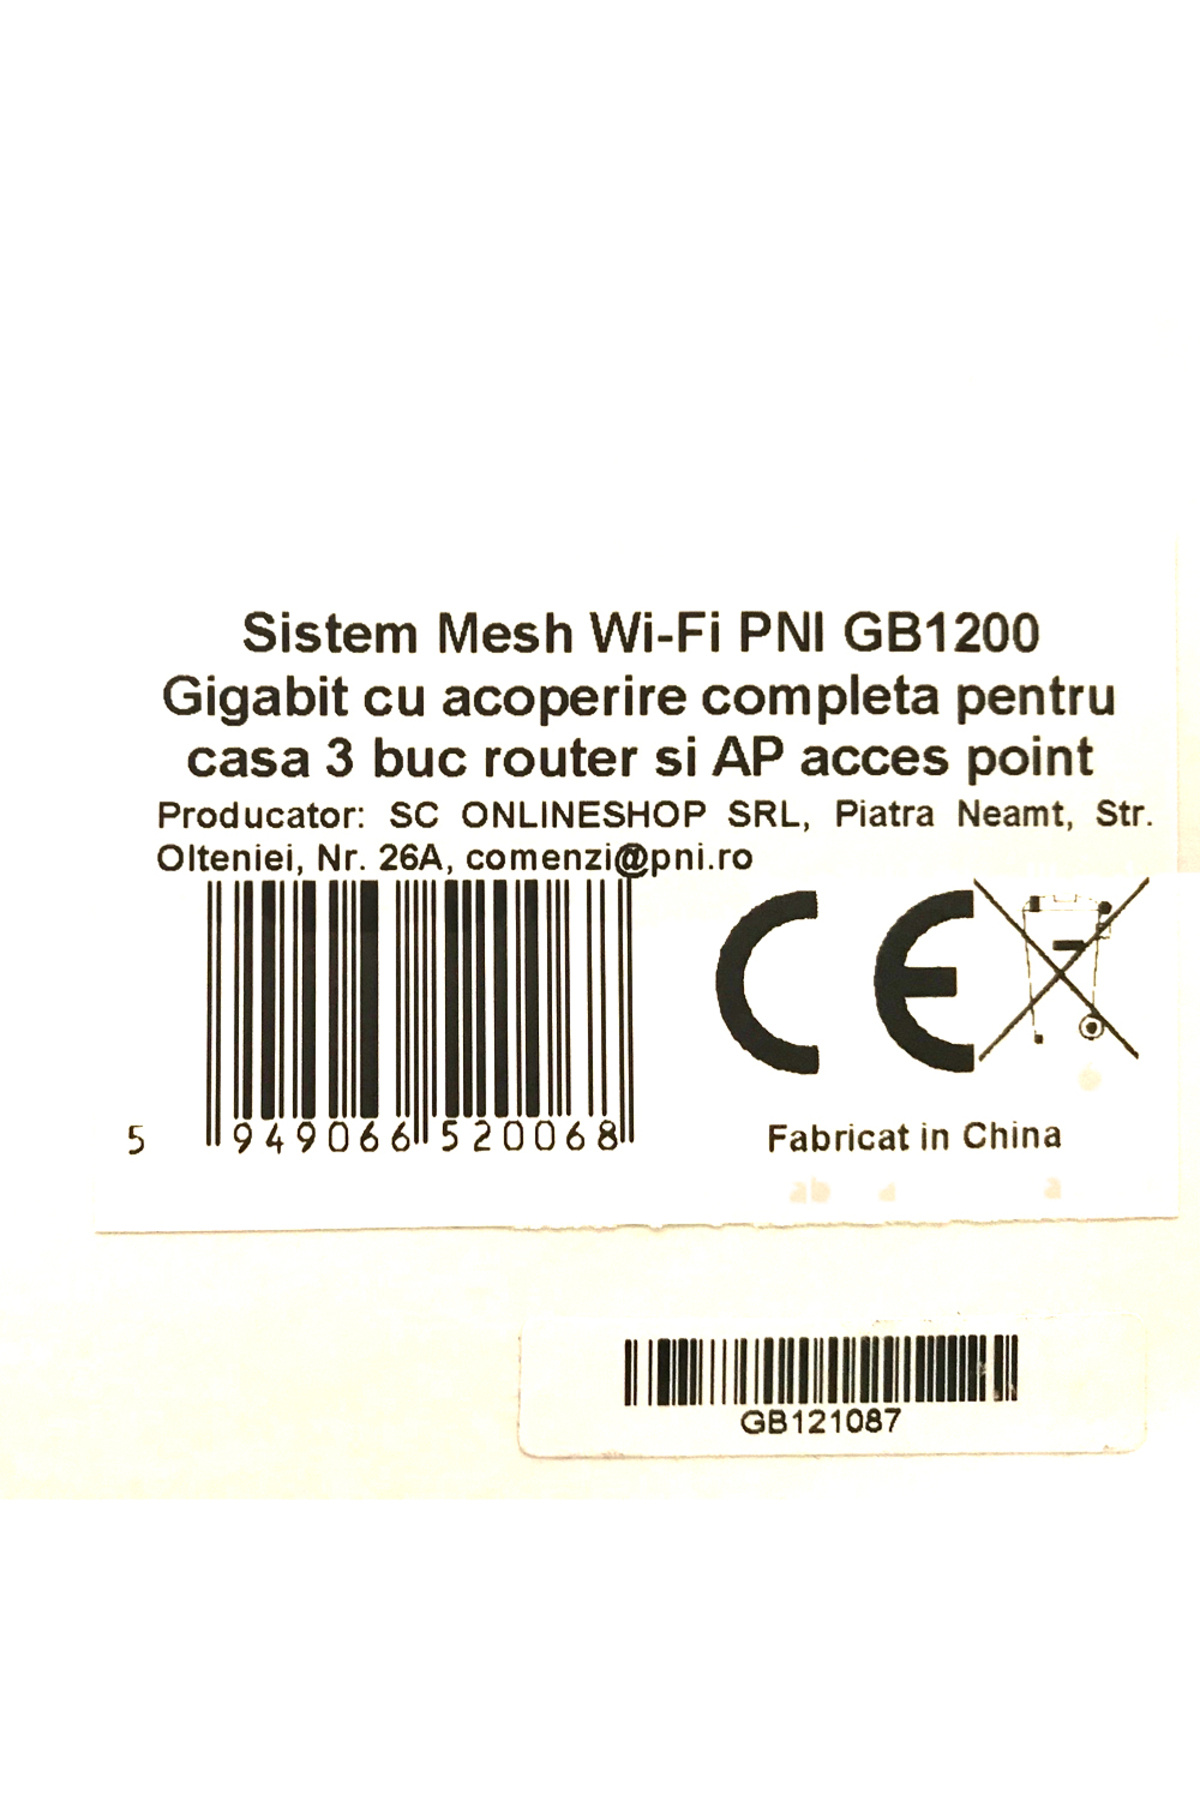 Sistem Mesh Wi-Fi PNI GB1200
Gigabit cu acoperire completa pentru
casa 3 buc router si AP acces point
Producator: SC ONLINESHOP SRL, Piatra Neamt, Str.
Olteniei, Nr. 26A, comenzi@pni.ro
CE
5 949066 520068
Fabricat in China
GB121087